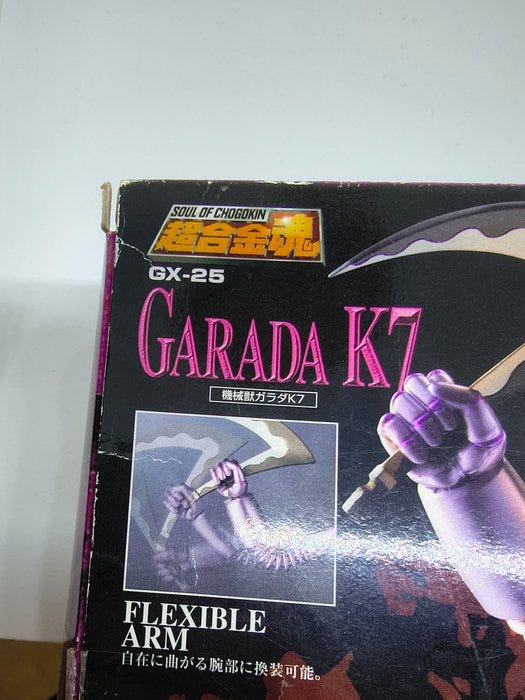 SOUL OF CHOGOKIN
超合金魂
GX-25
GARADA K7
機械獣ガラダK7
FLEXIBLE
ARM
自在に曲がる腕部に換装可能。